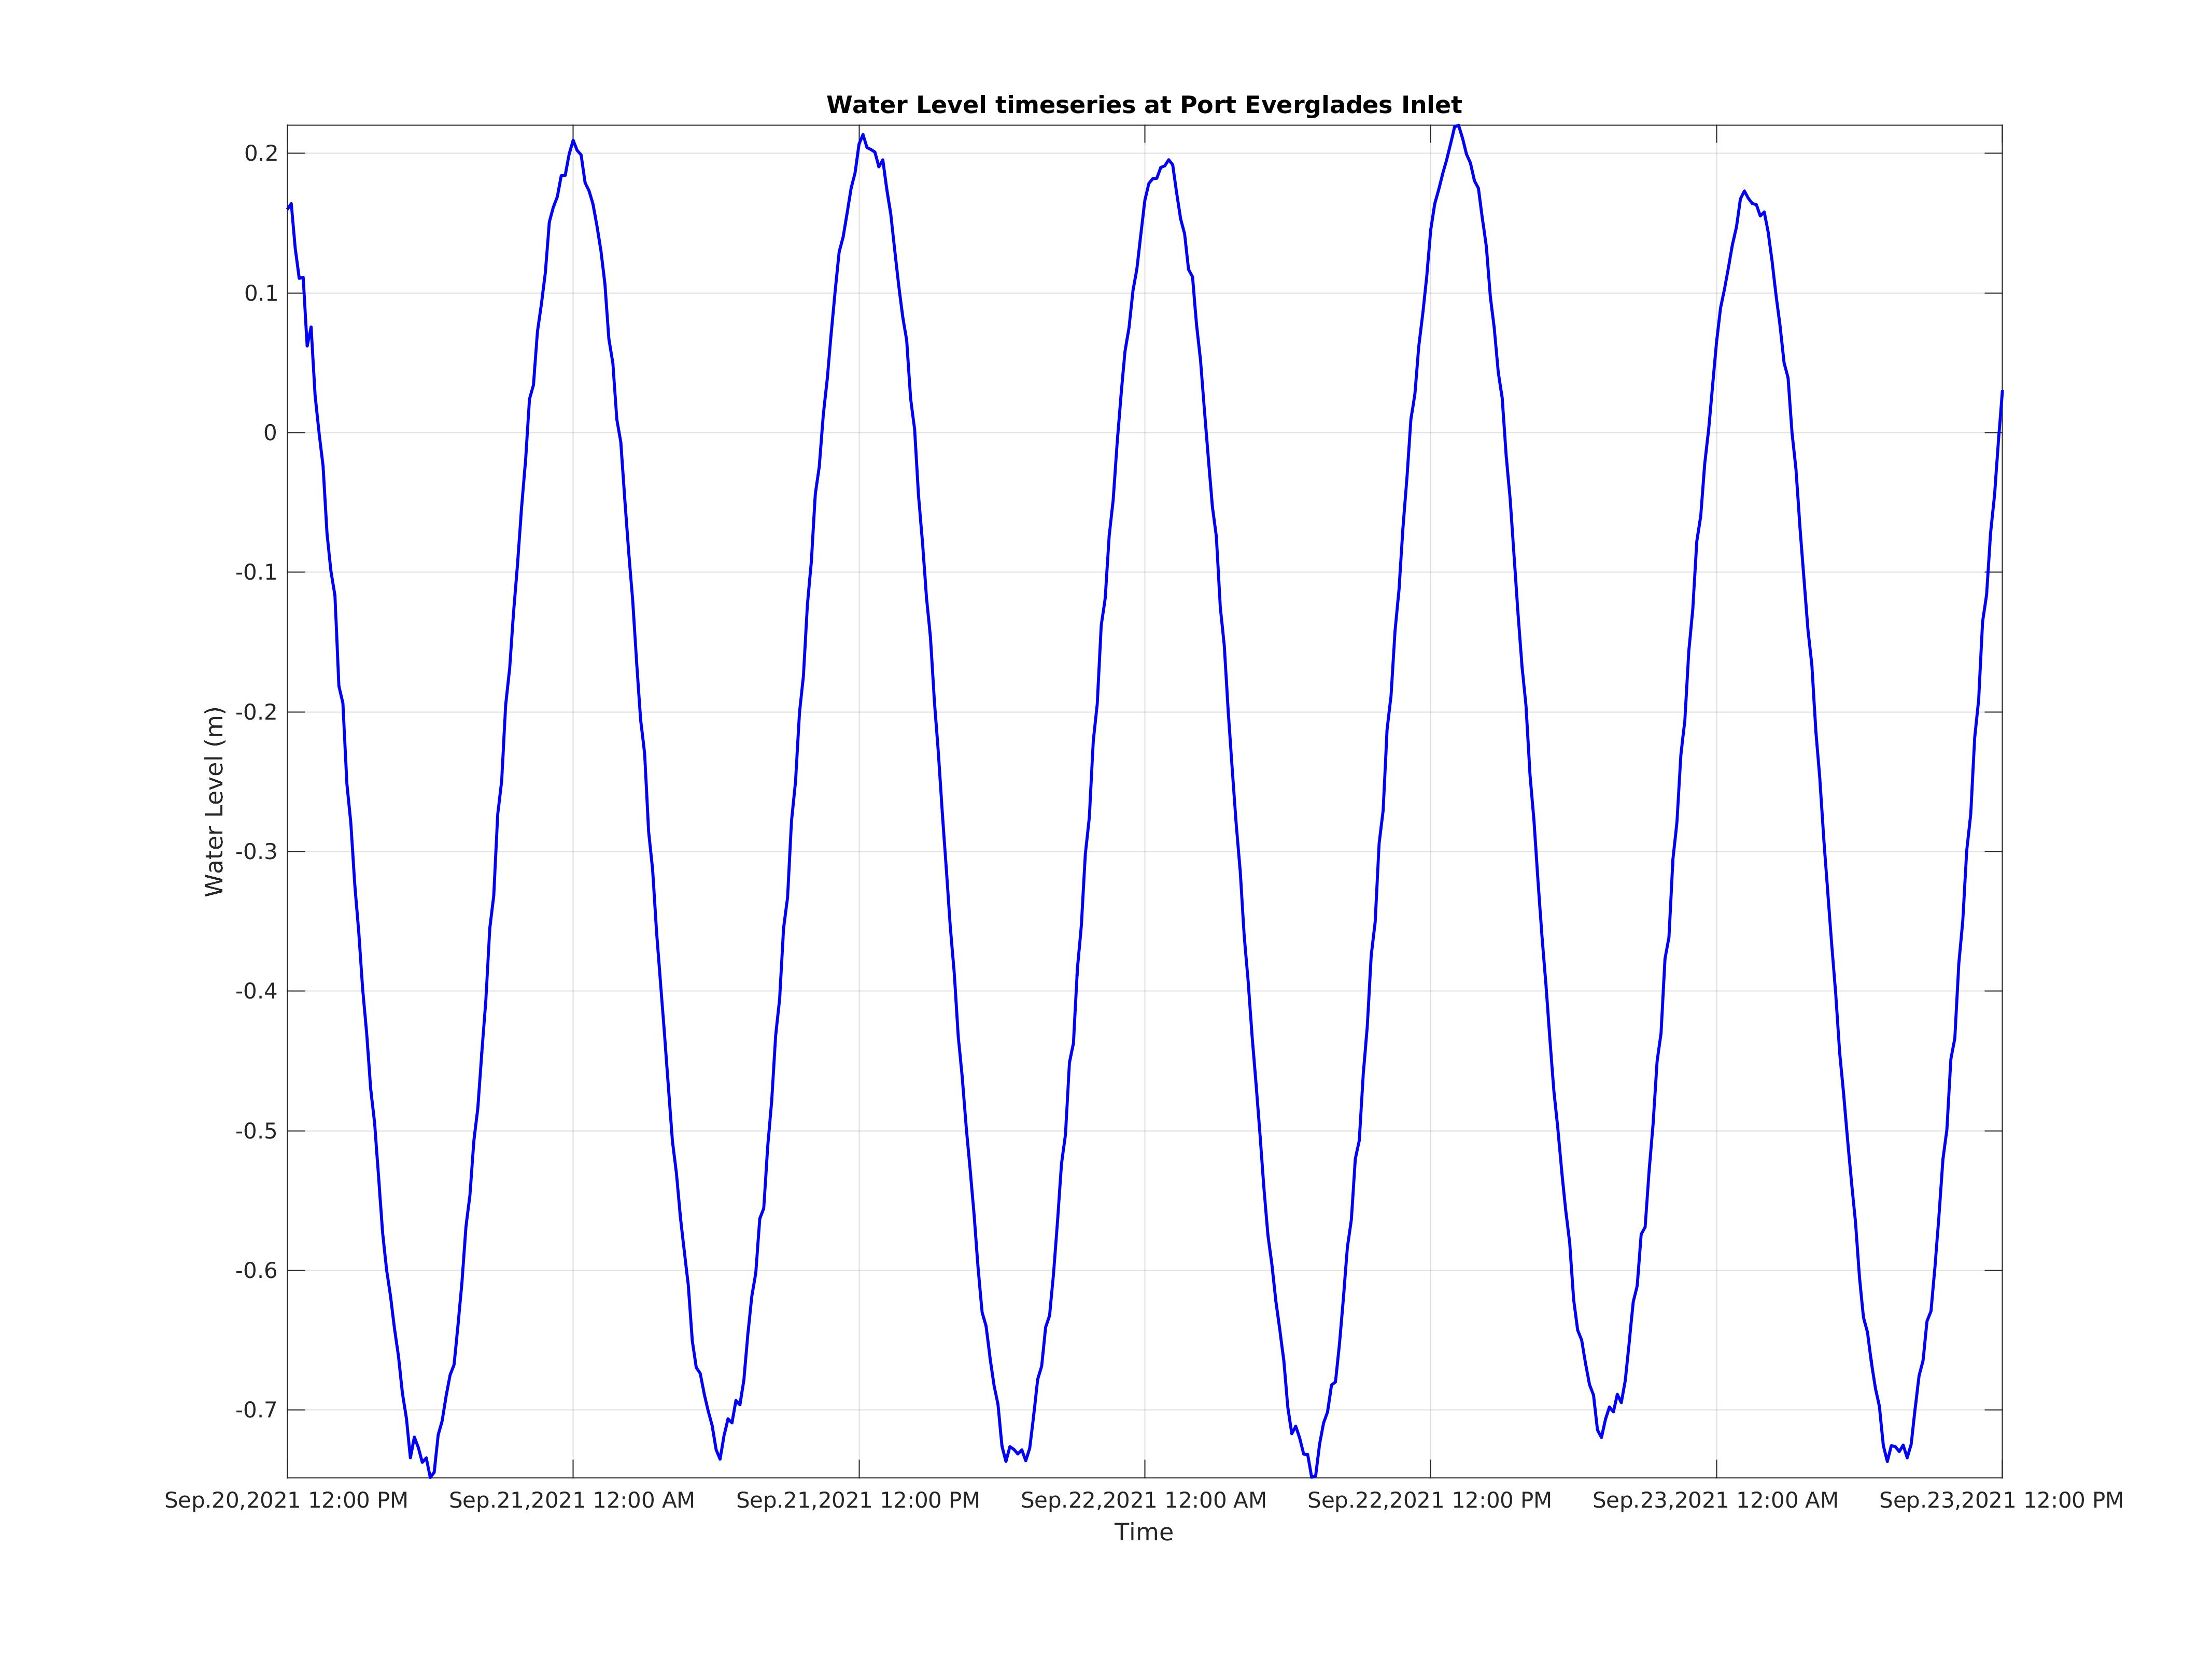 Water Level timeseries at Port Everglades Inlet
0.2
0.1
0
-0.1
-0.2
-0.3
-0.4
-0.5
-0.6
-0.7
Water Level (m)
Sep.20,2021 12:00 PM
Sep.21,2021 12:00 AM
Sep.21,2021 12:00 PM
Sep.22,2021 12:00 AM
Sep.22,2021 12:00 PM
Sep.23,2021 12:00 AM
Sep.23,2021 12:00 PM
Time